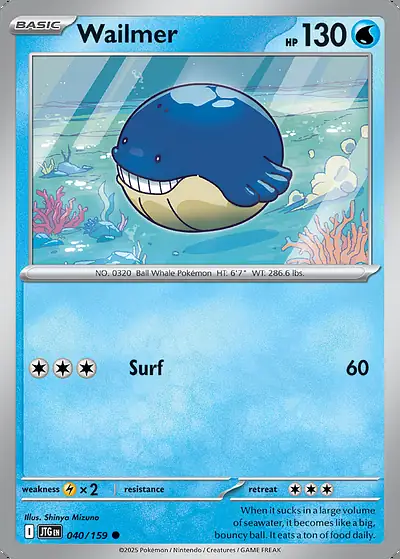 BASIC Wailmer HP 130
NO. 0320 Ball Whale Pokémon HT: 6'7" WT: 286.6 lbs.
Surf 60
weakness ×2 resistance retreat
Illus. Shinya Mizuno
I JTG EN 040/159
When it sucks in a large volume
of seawater, it becomes like a big,
bouncy ball. It eats a ton of food daily.
©2025 Pokémon / Nintendo / Creatures / GAME FREAK